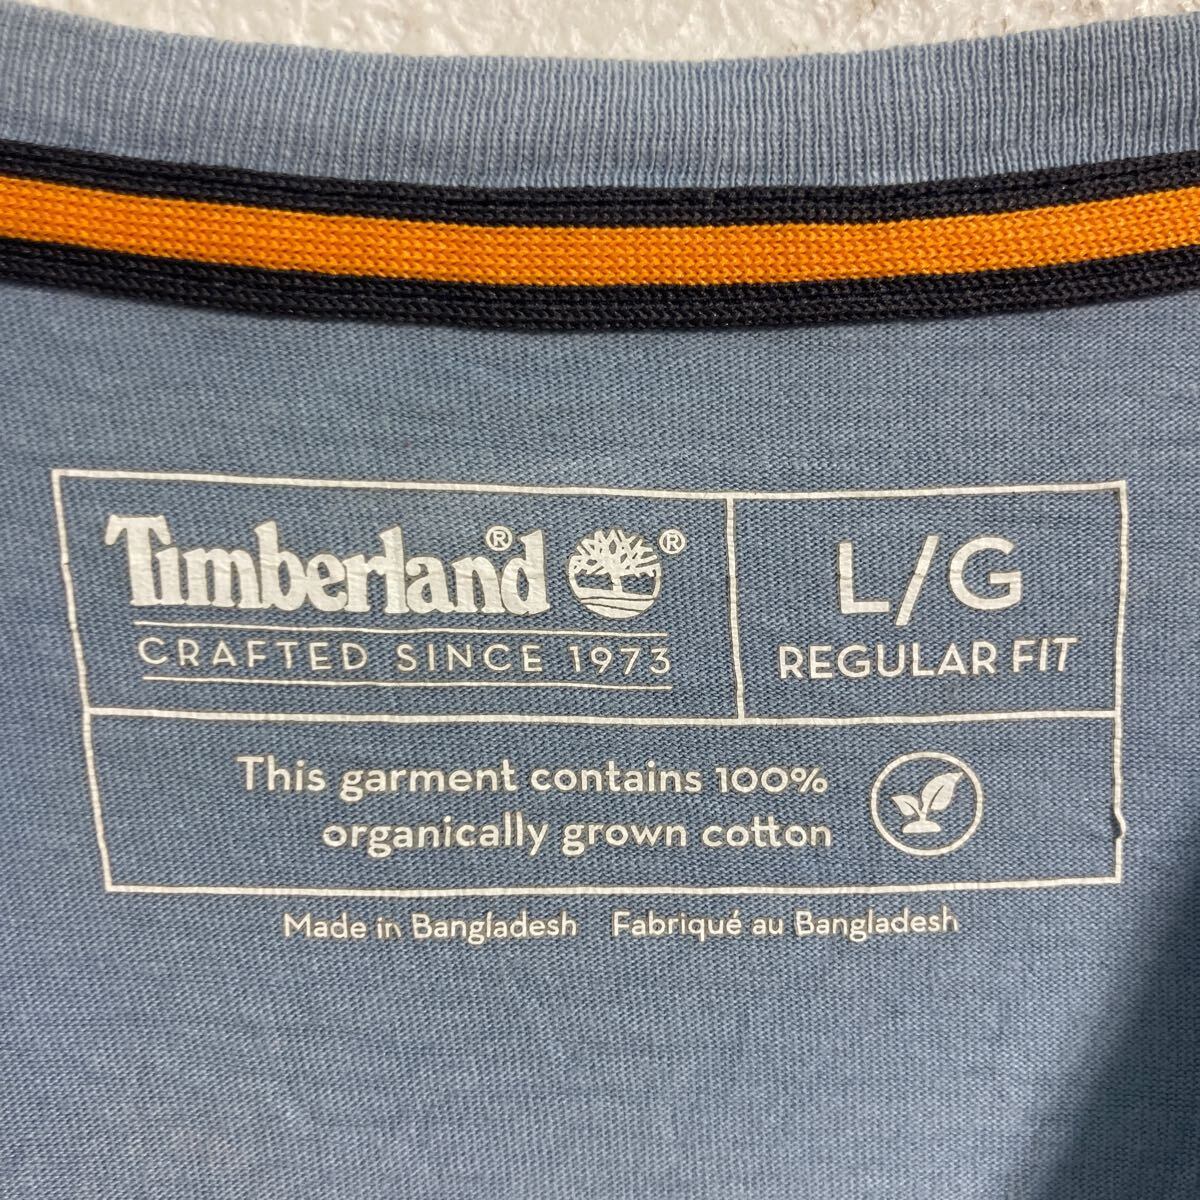 Timberland® ®
CRAFTED SINCE 1973
L/G
REGULAR FIT
This garment contains 100%
organically grown cotton
Made in Bangladesh Fabriqué au Bangladesh